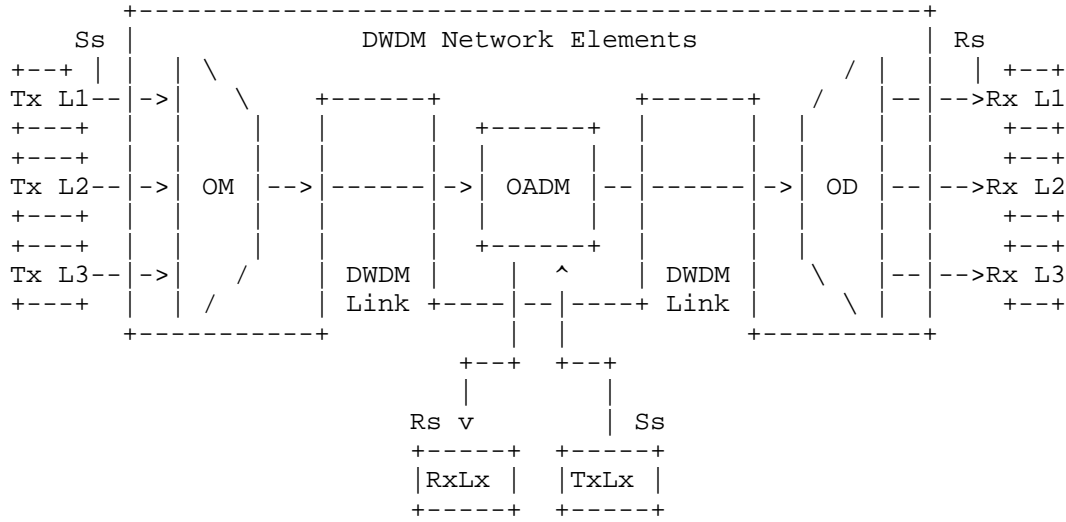 DWDM Network Elements
Ss Rs
Tx L1 Rx L1
Tx L2 OM OADM OD Rx L2
Tx L3 DWDM DWDM Rx L3
Link Link
Rs v Ss
RxLx TxLx